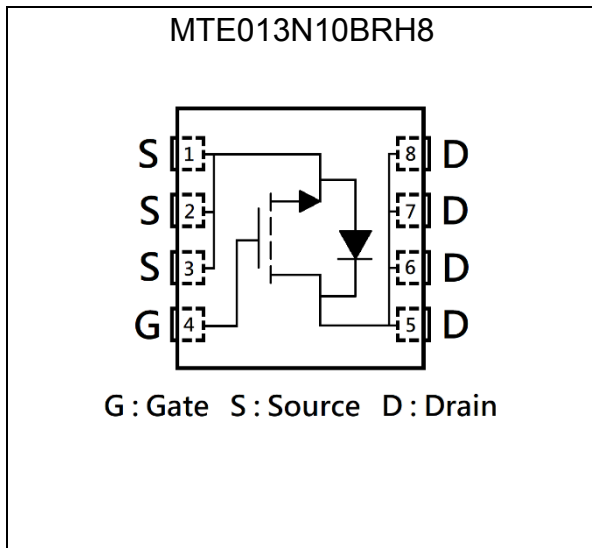 MTE013N10BRH8
S 1 8 D
S 2 7 D
S 3 6 D
G 4 5 D
G : Gate S : Source D : Drain